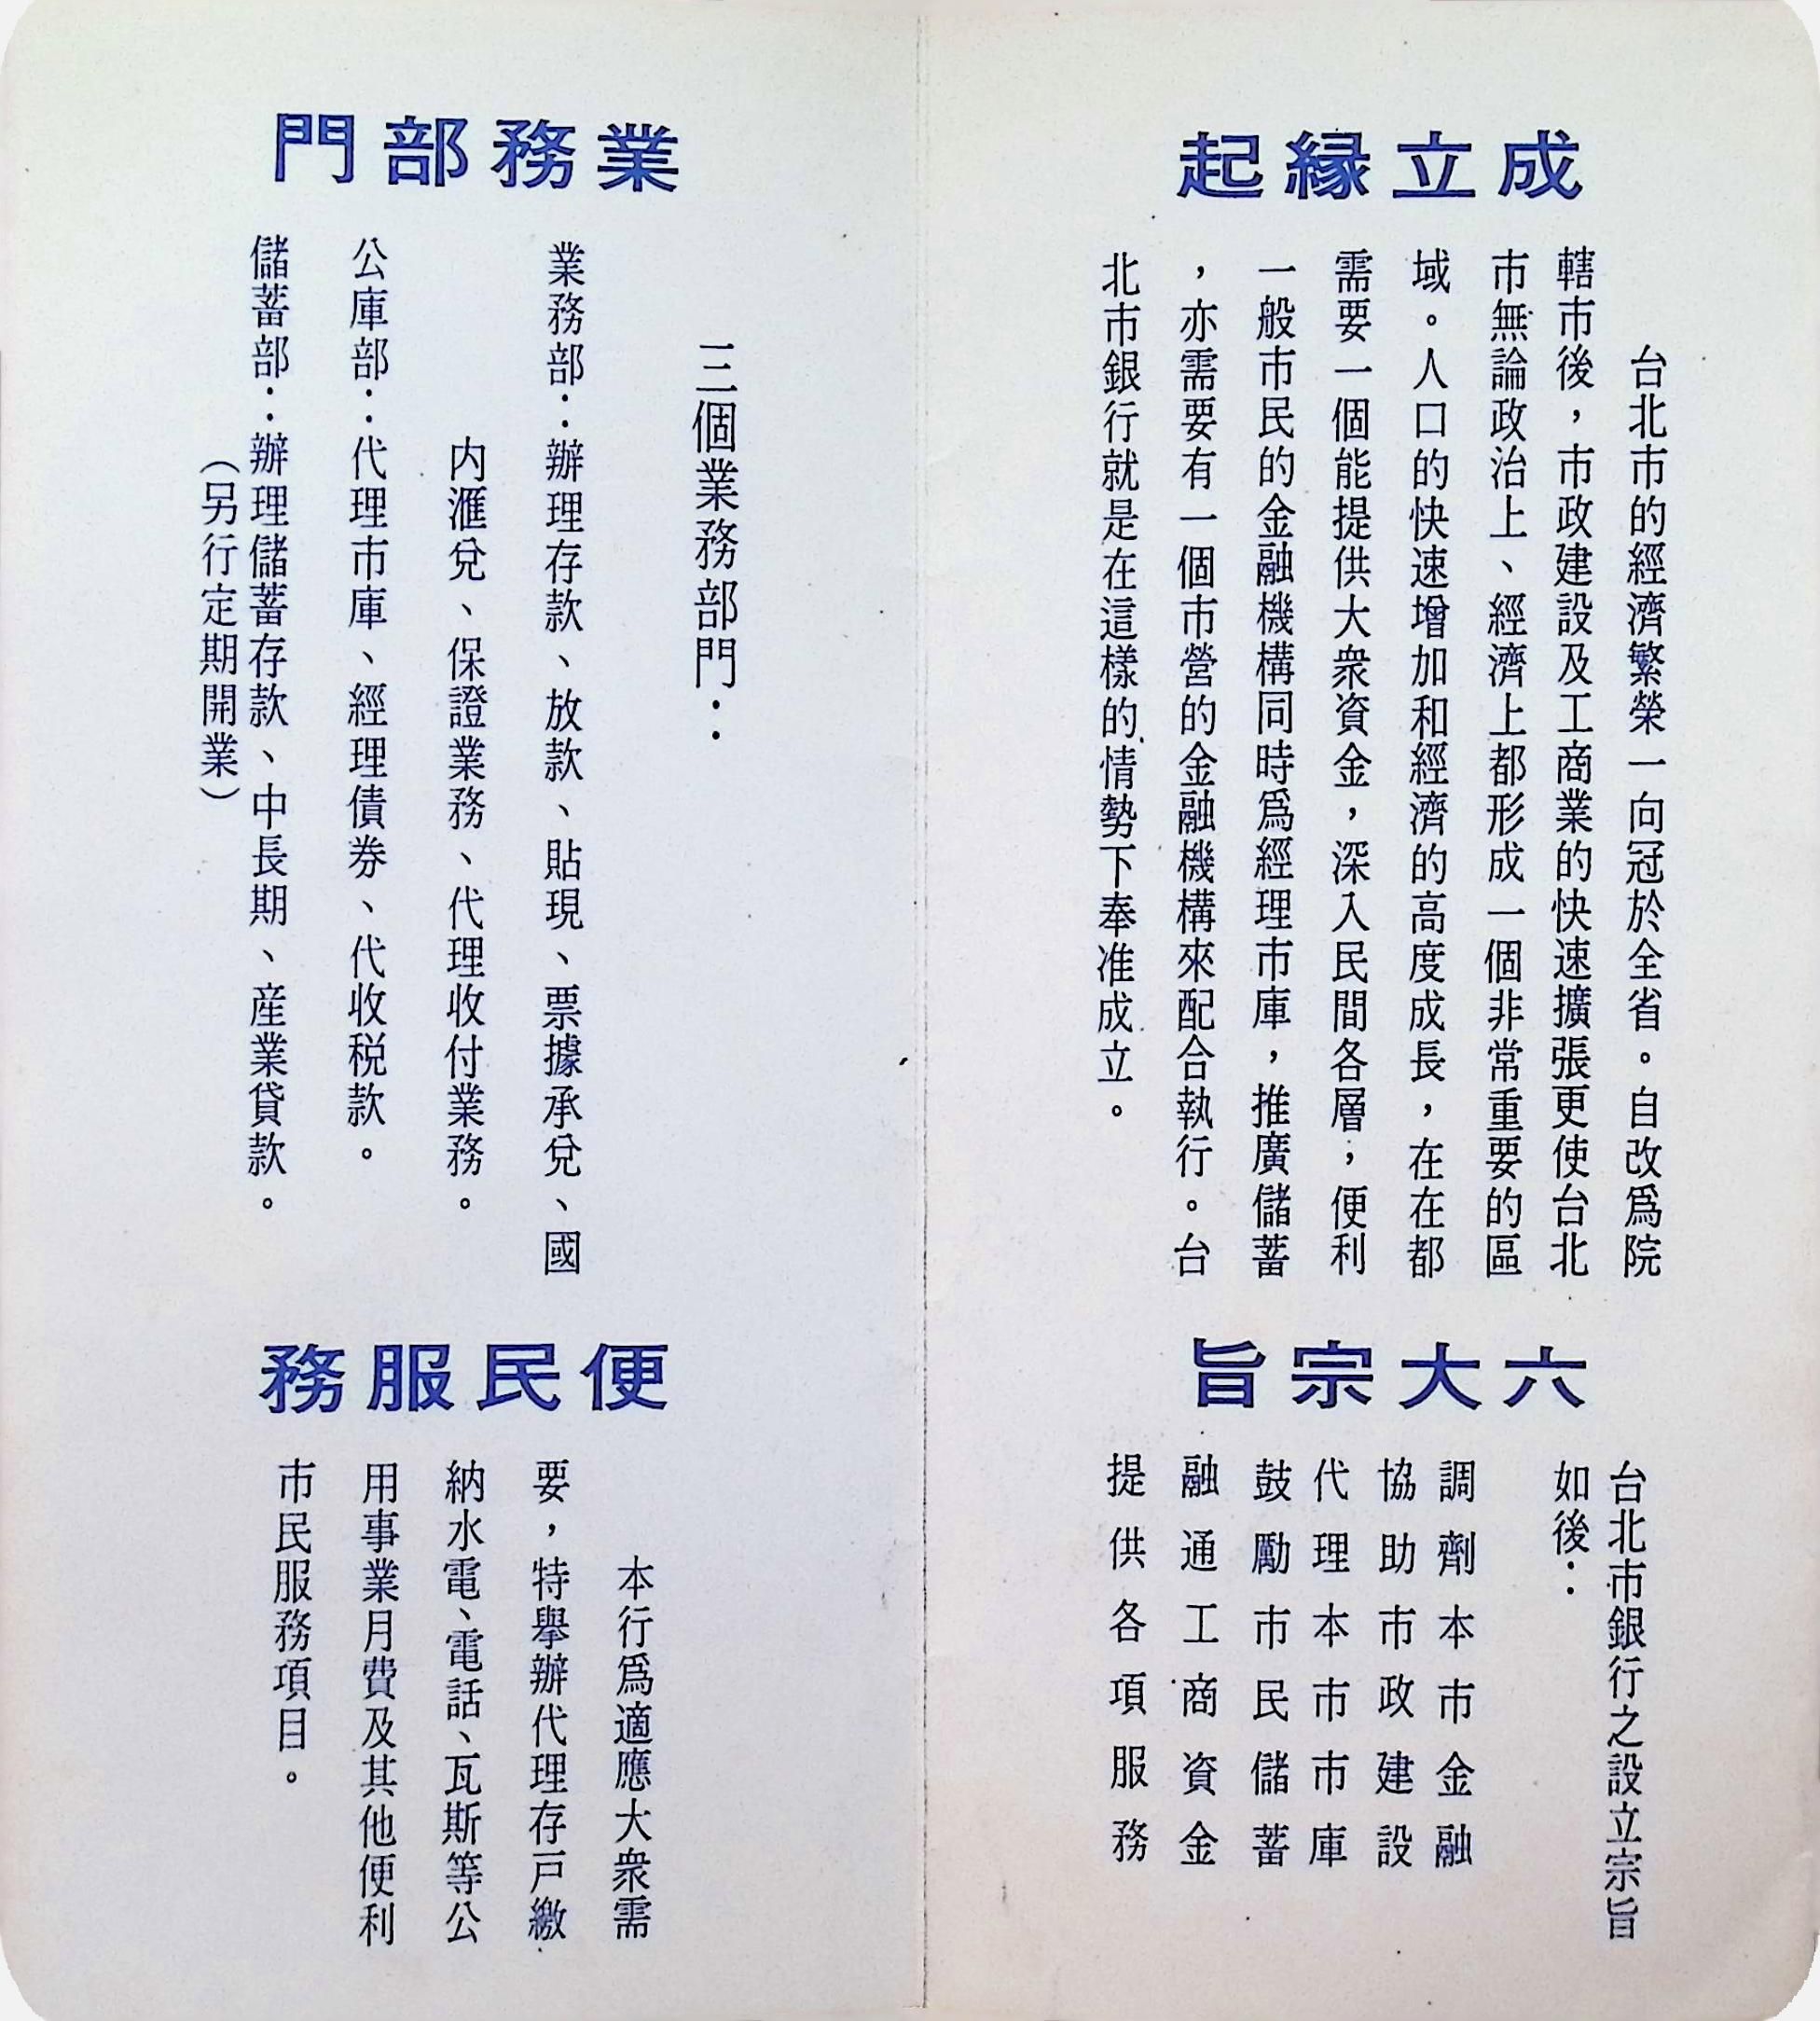 成立緣起
台北市的經濟繁榮一向冠於全省。自改爲院
轄市後，市政建設及工商業的快速擴張更使台北
市無論政治上、經濟上都形成一個非常重要的區
域。人口的快速增加和經濟的高度成長，在在都
需要一個能提供大衆資金，深入民間各層，便利
一般市民的金融機構同時爲經理市庫，推廣儲蓄
，亦需要有一個市營的金融機構來配合執行。台
北市銀行就是在這樣的情勢下奉准成立。
六大宗旨
台北市銀行之設立宗旨
如後：
調劑本市金融
協助市政建設
代理本市市庫
鼓勵市民儲蓄
融通工商資金
提供各項服務
業務部門
三個業務部門：
業務部：辦理存款、放款、貼現、票據承兌、國
内滙兌、保證業務、代理收付業務。
公庫部：代理市庫、經理債券、代收稅款。
儲蓄部：辦理儲蓄存款、中長期、産業貸款。
（另行定期開業）
便民服務
本行爲適應大衆需
要，特擧辦代理存戶繳
納水電、電話、瓦斯等公
用事業月費及其他便利
市民服務項目。